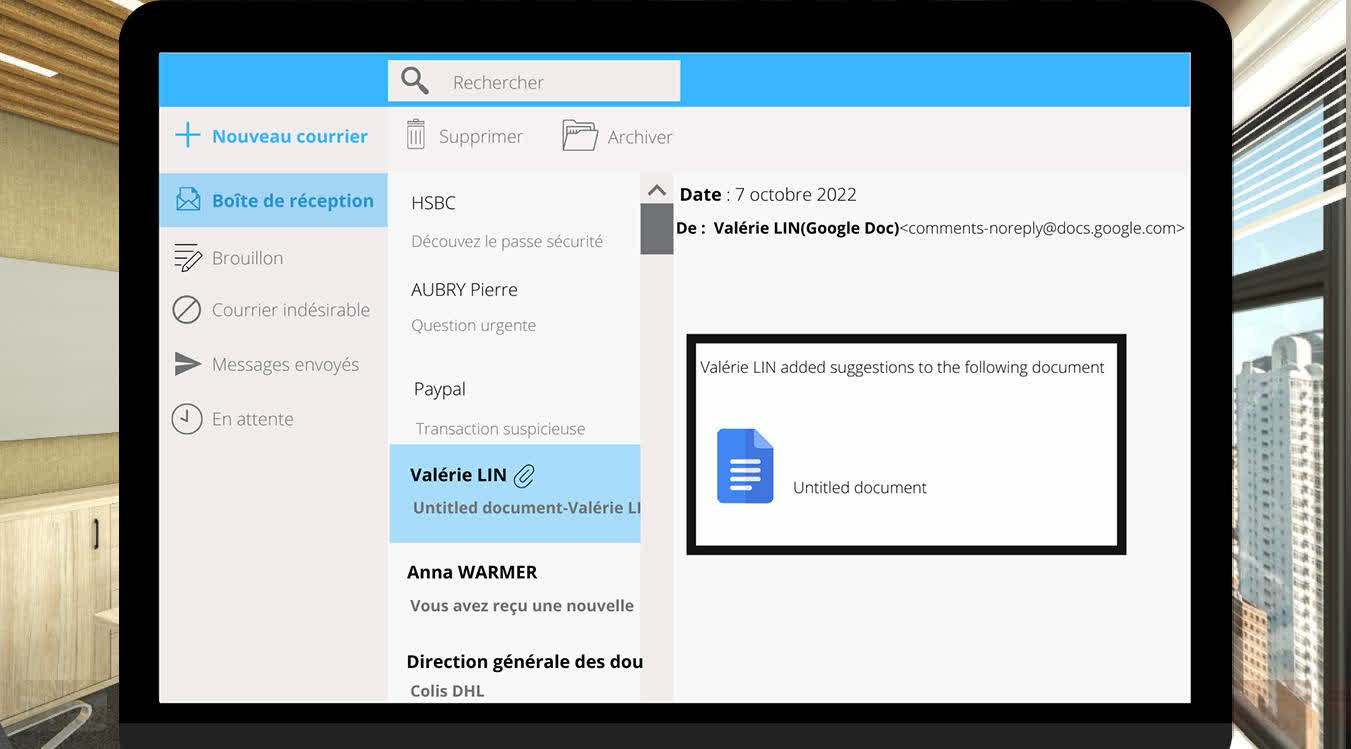 Rechercher
Nouveau courrier
Supprimer
Archiver
Boîte de réception
Brouillon
Courrier indésirable
Messages envoyés
En attente
HSBC
Découvez le passe sécurité
AUBRY Pierre
Question urgente
Paypal
Transaction suspicieuse
Valérie LIN
Untitled document-Valérie LI
Anna WARMER
Vous avez reçu une nouvelle
Direction générale des dou
Colis DHL
Date : 7 octobre 2022
De : Valérie LIN(Google Doc)<comments-noreply@docs.google.com>
Valérie LIN added suggestions to the following document
Untitled document